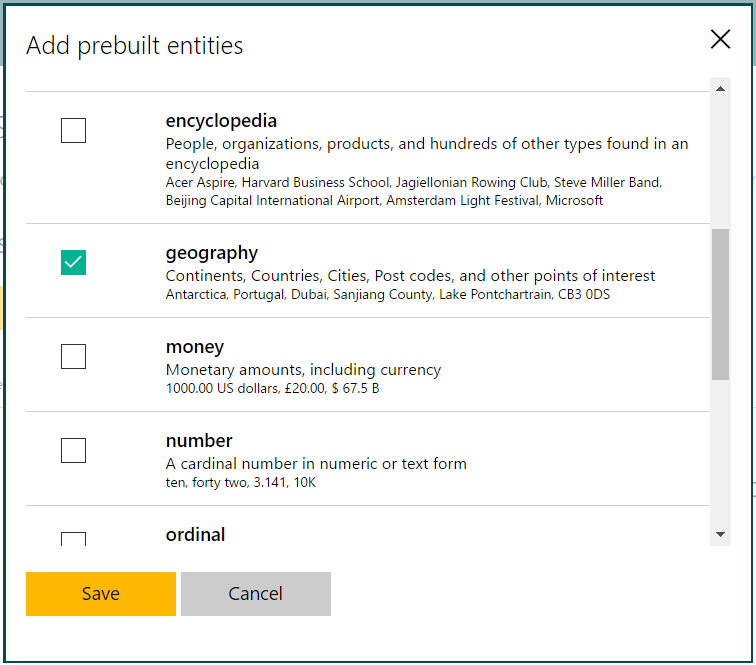 Add prebuilt entities
encyclopedia
People, organizations, products, and hundreds of other types found in an
encyclopedia
Acer Aspire, Harvard Business School, Jagiellonian Rowing Club, Steve Miller Band,
Beijing Capital International Airport, Amsterdam Light Festival, Microsoft
geography
Continents, Countries, Cities, Post codes, and other points of interest
Antarctica, Portugal, Dubai, Sanjiang County, Lake Pontchartrain, CB3 0DS
money
Monetary amounts, including currency
1000.00 US dollars, £20.00, $ 67.5 B
number
A cardinal number in numeric or text form
ten, forty two, 3.141, 10K
ordinal
Save
Cancel